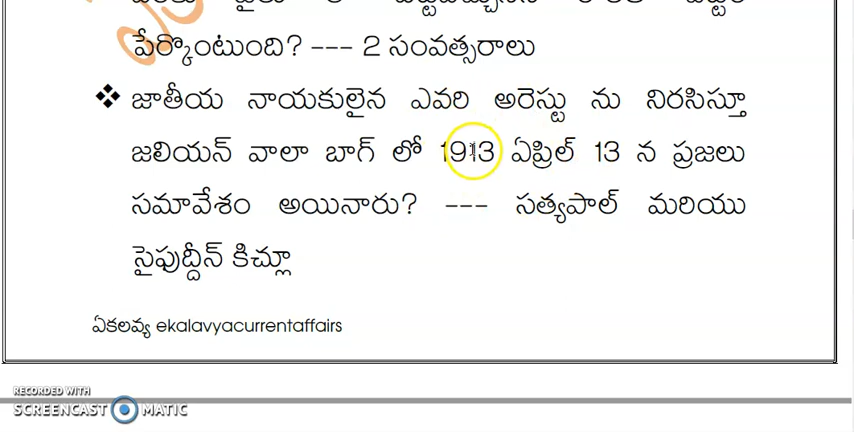 పేర్కొంటుంది? --- 2 సంవత్సరాలు
❖ జాతీయ నాయకులైన ఎవరి అరెస్టు ను నిరసిస్తూ
జలియన్ వాలా బాగ్ లో 1913 ఏప్రిల్ 13 న ప్రజలు
సమావేశం అయినారు? --- సత్యపాల్ మరియు
సైఫుద్దీన్ కిచ్లూ
ఏకలవ్య ekalavyacurrentaffairs
RECORDED WITH
SCREENCAST MATIC